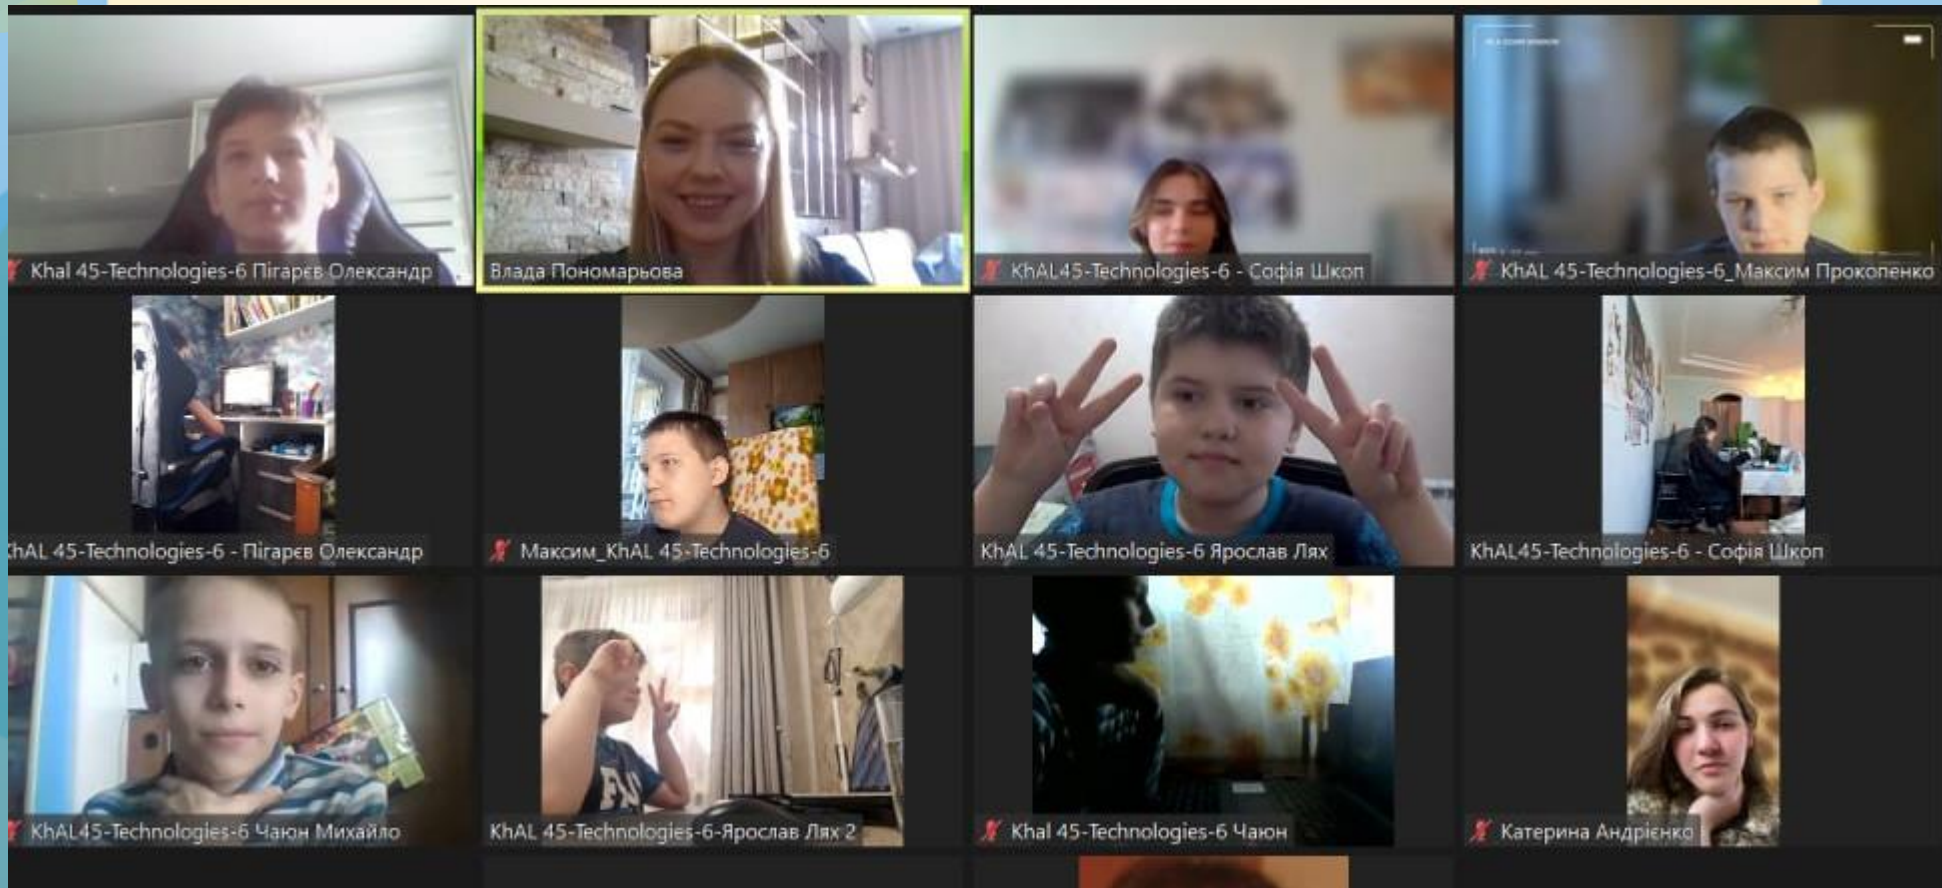 Khal 45-Technologies-6 Пігарєв Олександр
Влада Пономарьова
KhAL45-Technologies-6 - Софія Шкоп
KhAL 45-Technologies-6_Максим Прокопенко
KhAL 45-Technologies-6 - Пігарєв Олександр
Максим_KhAL 45-Technologies-6
KhAL 45-Technologies-6 Ярослав Лях
KhAL45-Technologies-6 - Софія Шкоп
KhAL45-Technologies-6 Чаюн Михайло
KhAL 45-Technologies-6-Ярослав Лях 2
Khal 45-Technologies-6 Чаюн
Катерина Андрієнко